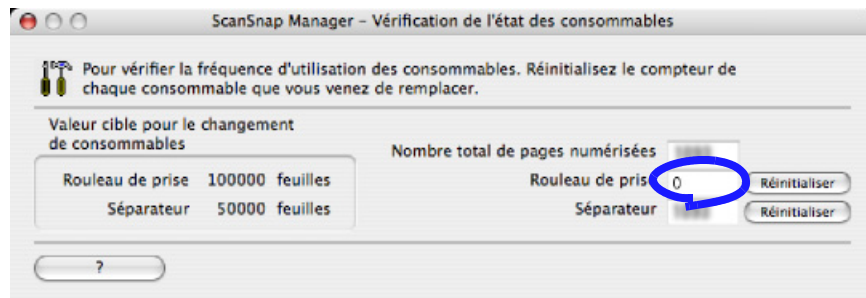 ScanSnap Manager – Vérification de l'état des consommables
Pour vérifier la fréquence d'utilisation des consommables. Réinitialisez le compteur de
chaque consommable que vous venez de remplacer.
Valeur cible pour le changement
de consommables
Rouleau de prise 100000 feuilles
Séparateur 50000 feuilles
Nombre total de pages numérisées
Rouleau de pris 0 Réinitialiser
Séparateur Réinitialiser
?